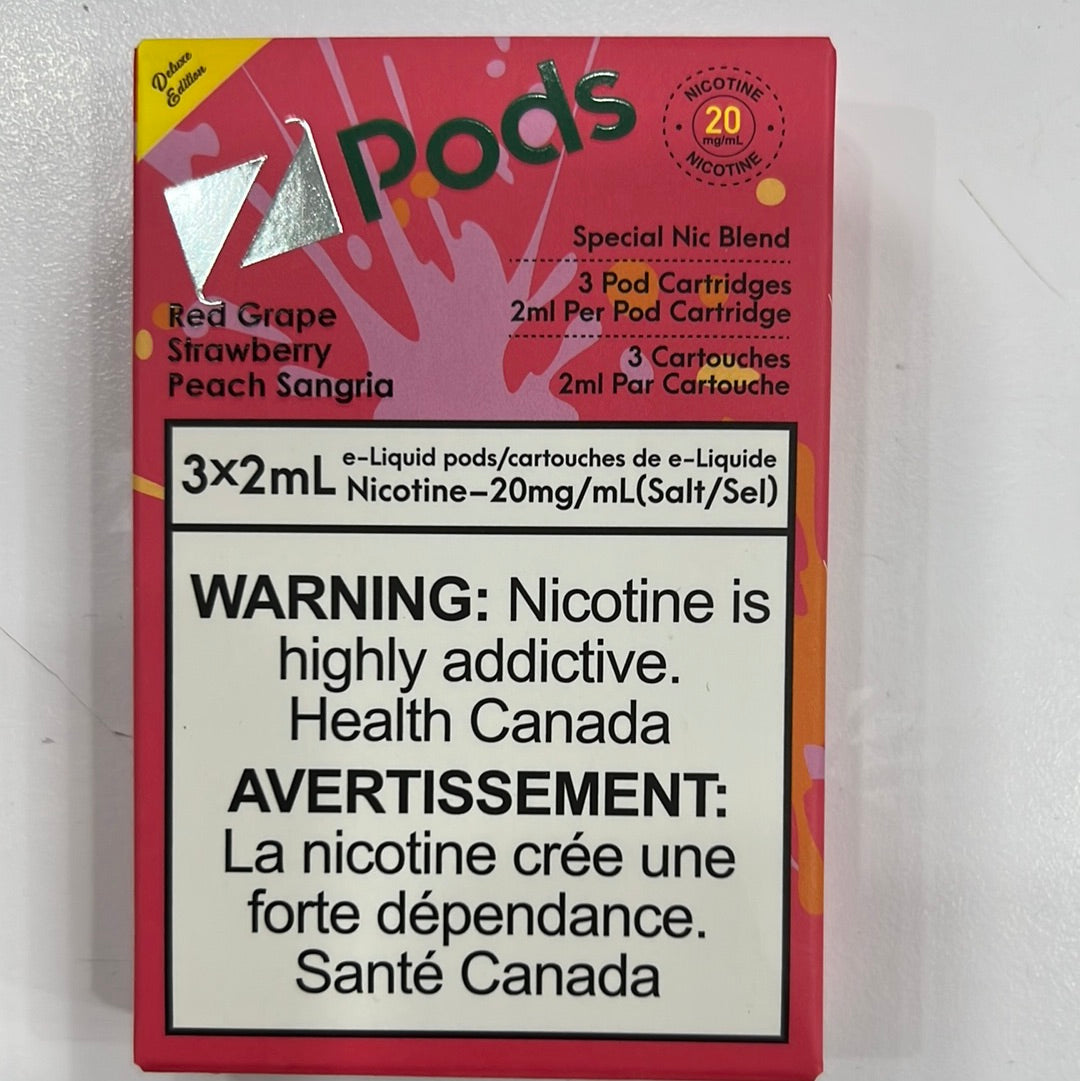 Deluxe
Edition
Z Pods
NICOTINE
20
mg/mL
NICOTINE
Special Nic Blend
3 Pod Cartridges
2ml Per Pod Cartridge
3 Cartouches
2ml Par Cartouche
Red Grape
Strawberry
Peach Sangria
3×2mL
e-Liquid pods/cartouches de e-Liquide
Nicotine–20mg/mL(Salt/Sel)
WARNING: Nicotine is
highly addictive.
Health Canada
AVERTISSEMENT:
La nicotine crée une
forte dépendance.
Santé Canada